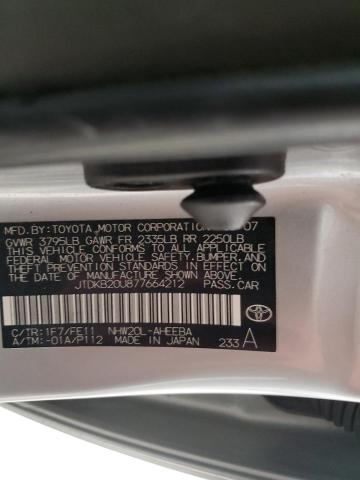 MFD.BY:TOYOTA MOTOR CORPORATION 07
GVWR 3795LB GAWR FR 2335LB RR 2250LB
THIS VEHICLE CONFORMS TO ALL APPLICABLE
FEDERAL MOTOR VEHICLE SAFETY,BUMPER,AND
THEFT PREVENTION STANDARDS IN EFFECT ON
THE DATE OF MANUFACTURE SHOWN ABOVE.
JTDKB20U877664212 PASS.CAR
C/TR:1F7/FE11 NHW20L-AHEEBA
A/TM:-01A/P112 MADE IN JAPAN 233 A
TOYOTA